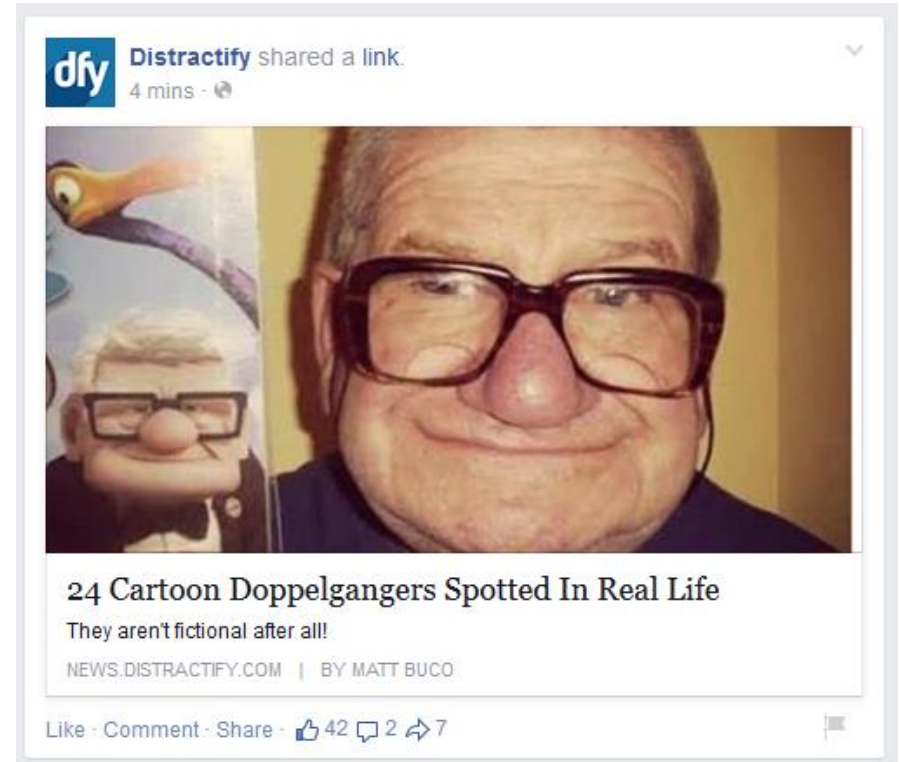 dfy
Distractify shared a link.
4 mins ·
24 Cartoon Doppelgangers Spotted In Real Life
They aren't fictional after all!
NEWS.DISTRACTIFY.COM | BY MATT BUCO
Like · Comment · Share · 42 2 7